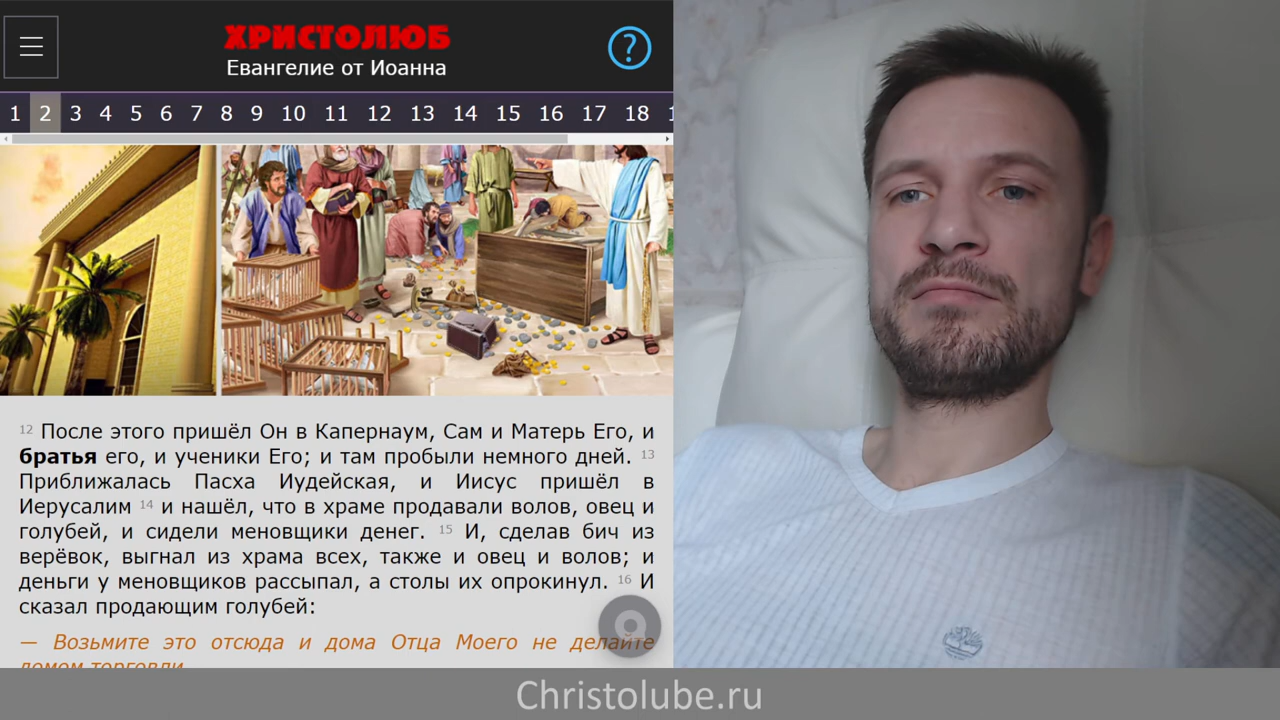 ХРИСТОЛЮБ
Евангелие от Иоанна
?
1 2 3 4 5 6 7 8 9 10 11 12 13 14 15 16 17 18
12 После этого пришёл Он в Капернаум, Сам и Матерь Его, и
братья его, и ученики Его; и там пробыли немного дней. 13
Приближалась Пасха Иудейская, и Иисус пришёл в
Иерусалим 14 и нашёл, что в храме продавали волов, овец и
голубей, и сидели меновщики денег. 15 И, сделав бич из
верёвок, выгнал из храма всех, также и овец и волов; и
деньги у меновщиков рассыпал, а столы их опрокинул. 16 И
сказал продающим голубей:
— Возьмите это отсюда и дома Отца Моего не делайте
домом торговли
Christolube.ru